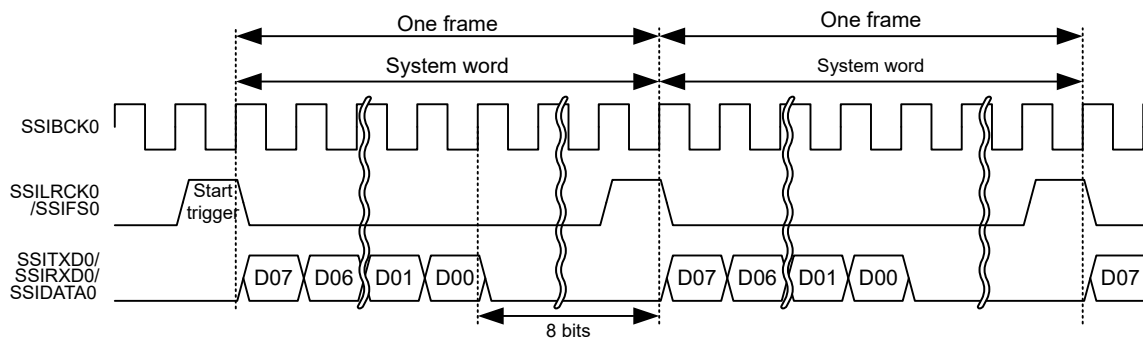 One frame
One frame
System word
System word
SSIBCK0
SSILRCK0
/SSIFS0
Start
trigger
SSITXD0/
SSIRXD0/
SSIDATA0
D07
D06
D01
D00
D07
D06
D01
D00
D07
8 bits